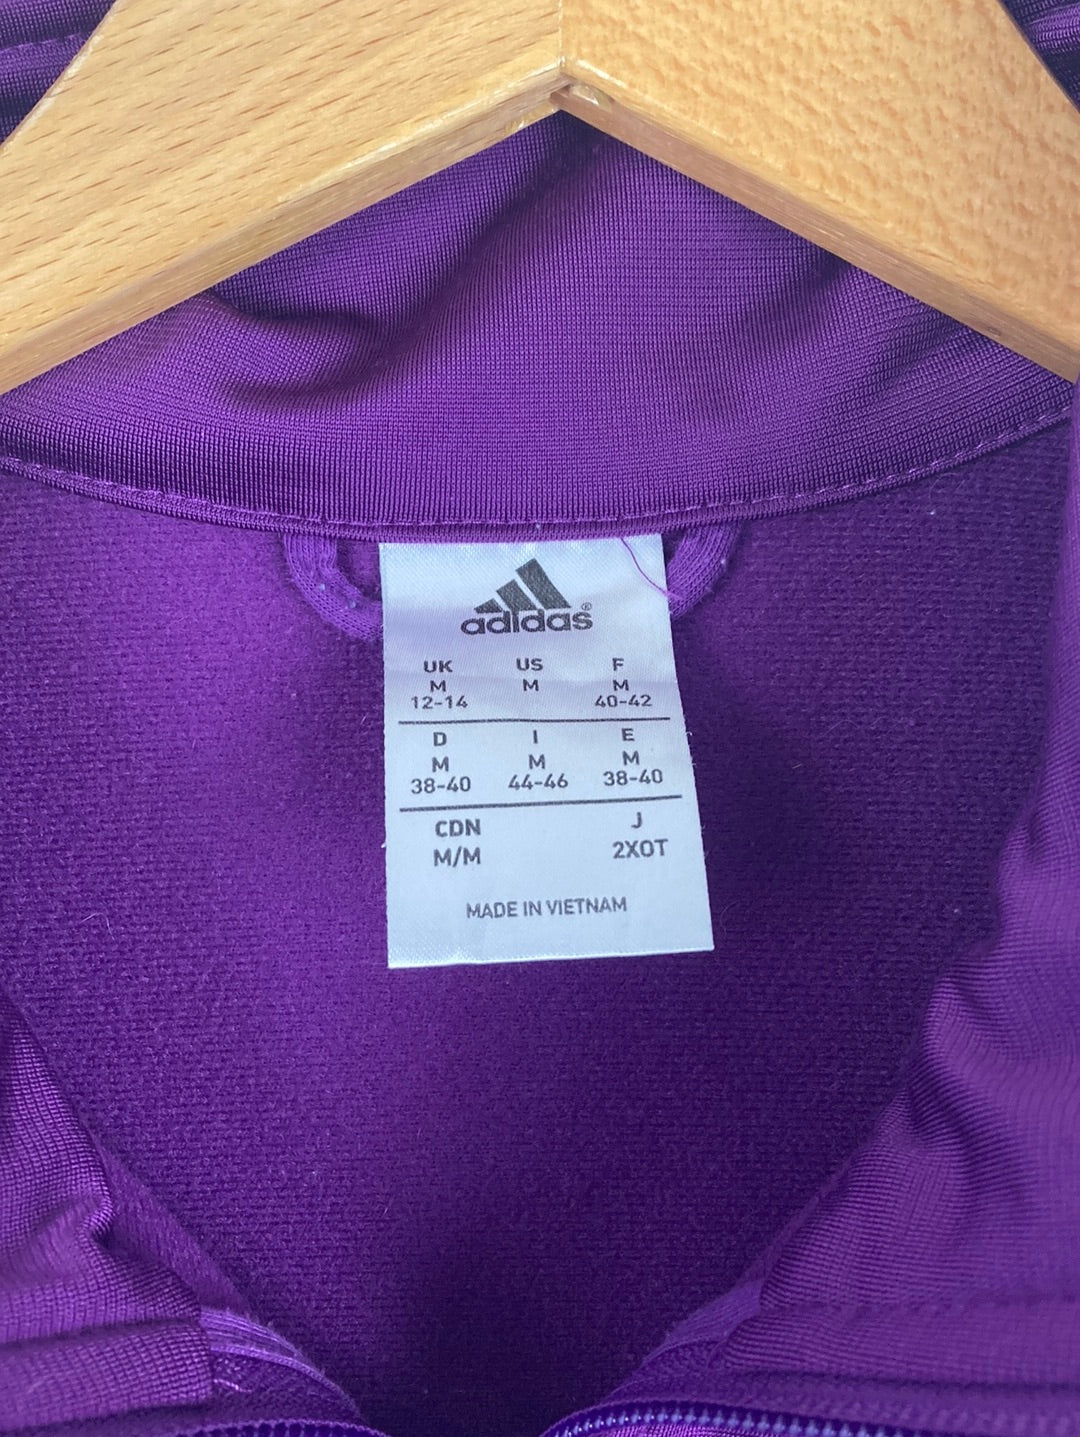 adidas®
UK US F
M M M
12-14 40-42
D I E
M M M
38-40 44-46 38-40
CDN J
M/M 2XOT
MADE IN VIETNAM